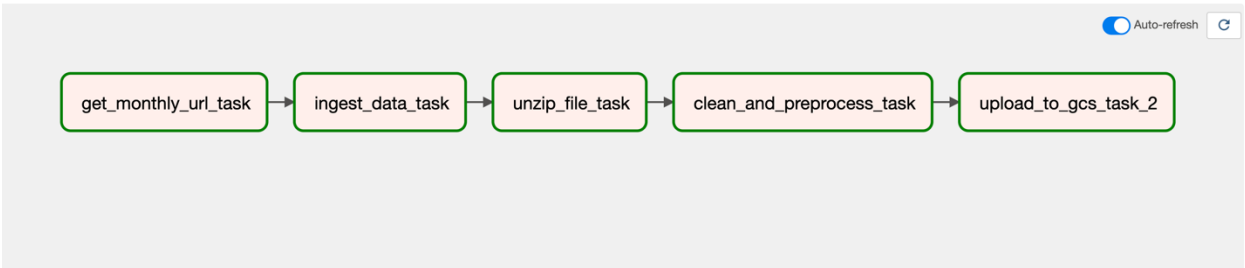 Auto-refresh
get_monthly_url_task
ingest_data_task
unzip_file_task
clean_and_preprocess_task
upload_to_gcs_task_2